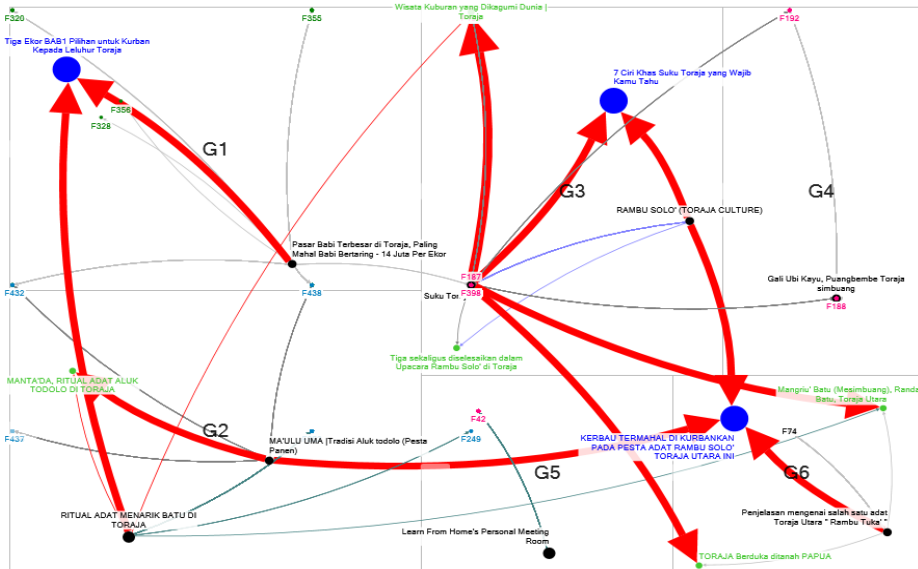 F320
F355
Wisata Kuburan yang Dikagumi Dunia |
Toraja
F192
Tiga Ekor BAB1 Pilihan untuk Kurban
Kepada Leluhur Toraja
7 Ciri Khas Suku Toraja yang Wajib
Kamu Tahu
F356
F328
G1
G3
G4
RAMBU SOLO' (TORAJA CULTURE)
Pasar Babi Terbesar di Toraja, Paling
Mahal Babi Bertaring - 14 Juta Per Ekor
F187
Gali Ubi Kayu, Puangbembe Toraja
simbuang
F432
F438
Suku
F398
F188
Tiga sekaligus diselesaikan dalam
Upacara Rambu Solo' di Toraja
MANTA'DA, RITUAL ADAT ALUK
TODOLO DI TORAJA
Mangriu' Batu (Mesimbuang), Randa
Batu, Toraja Utara
F42
F437
G2
F249
F74
MA'ULU UMA |Tradisi Aluk todolo (Pesta
Panen)
KERBAU TERMAHAL DI KURBANKAN
PADA PESTA ADAT RAMBU SOLO'
TORAJA UTARA INI
G5
G6
RITUAL ADAT MENARIK BATU DI
TORAJA
Penjelasan mengenai salah satu adat
Toraja Utara " Rambu Tuka' "
Learn From Home's Personal Meeting
Room
TORAJA Berduka ditanah PAPUA